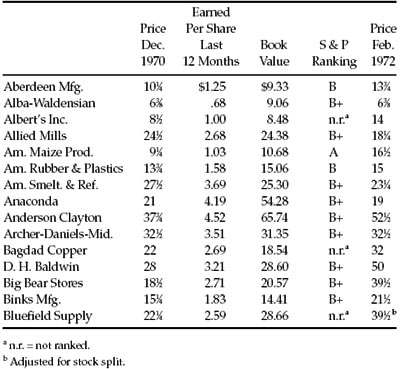 Earned
Price Per Share Price
Dec. Last Book S & P Feb.
1970 12 Months Value Ranking 1972
Aberdeen Mfg. 10¼ $1.25 $9.33 B 13¾
Alba-Waldensian 6⅜ .68 9.06 B+ 6⅜
Albert's Inc. 8½ 1.00 8.48 n.r.ᵃ 14
Allied Mills 24½ 2.68 24.38 B+ 18¼
Am. Maize Prod. 9¼ 1.03 10.68 A 16½
Am. Rubber & Plastics 13¾ 1.58 15.06 B 15
Am. Smelt. & Ref. 27½ 3.69 25.30 B+ 23¼
Anaconda 21 4.19 54.28 B+ 19
Anderson Clayton 37¾ 4.52 65.74 B+ 52½
Archer-Daniels-Mid. 32½ 3.51 31.35 B+ 32½
Bagdad Copper 22 2.69 18.54 n.r.ᵃ 32
D. H. Baldwin 28 3.21 28.60 B+ 50
Big Bear Stores 18½ 2.71 20.57 B+ 39½
Binks Mfg. 15¼ 1.83 14.41 B+ 21½
Bluefield Supply 22¼ 2.59 28.66 n.r.ᵃ 39½ᵇ
ᵃ n.r. = not ranked.
ᵇ Adjusted for stock split.